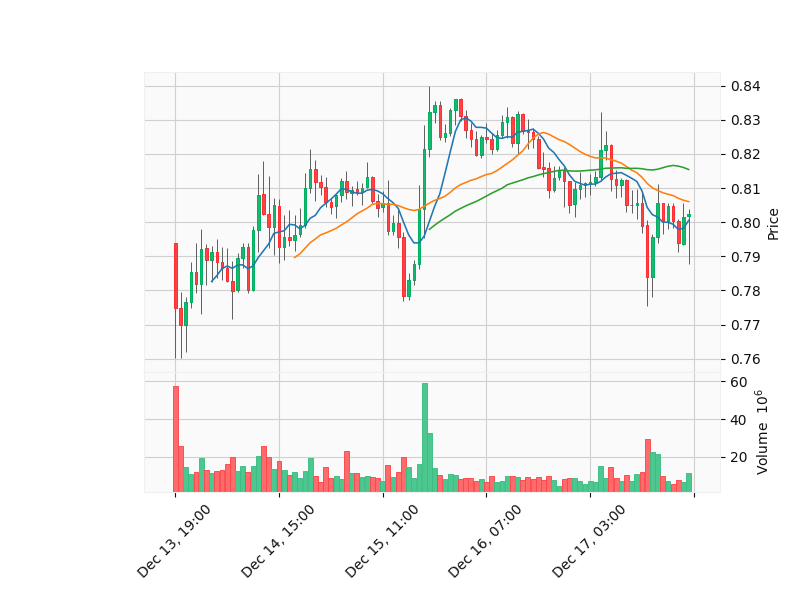 0.84
0.83
0.82
0.81
0.80
0.79
0.78
0.77
0.76
Price
60
40
20
Volume 10⁶
Dec 13, 19:00
Dec 14, 15:00
Dec 15, 11:00
Dec 16, 07:00
Dec 17, 03:00